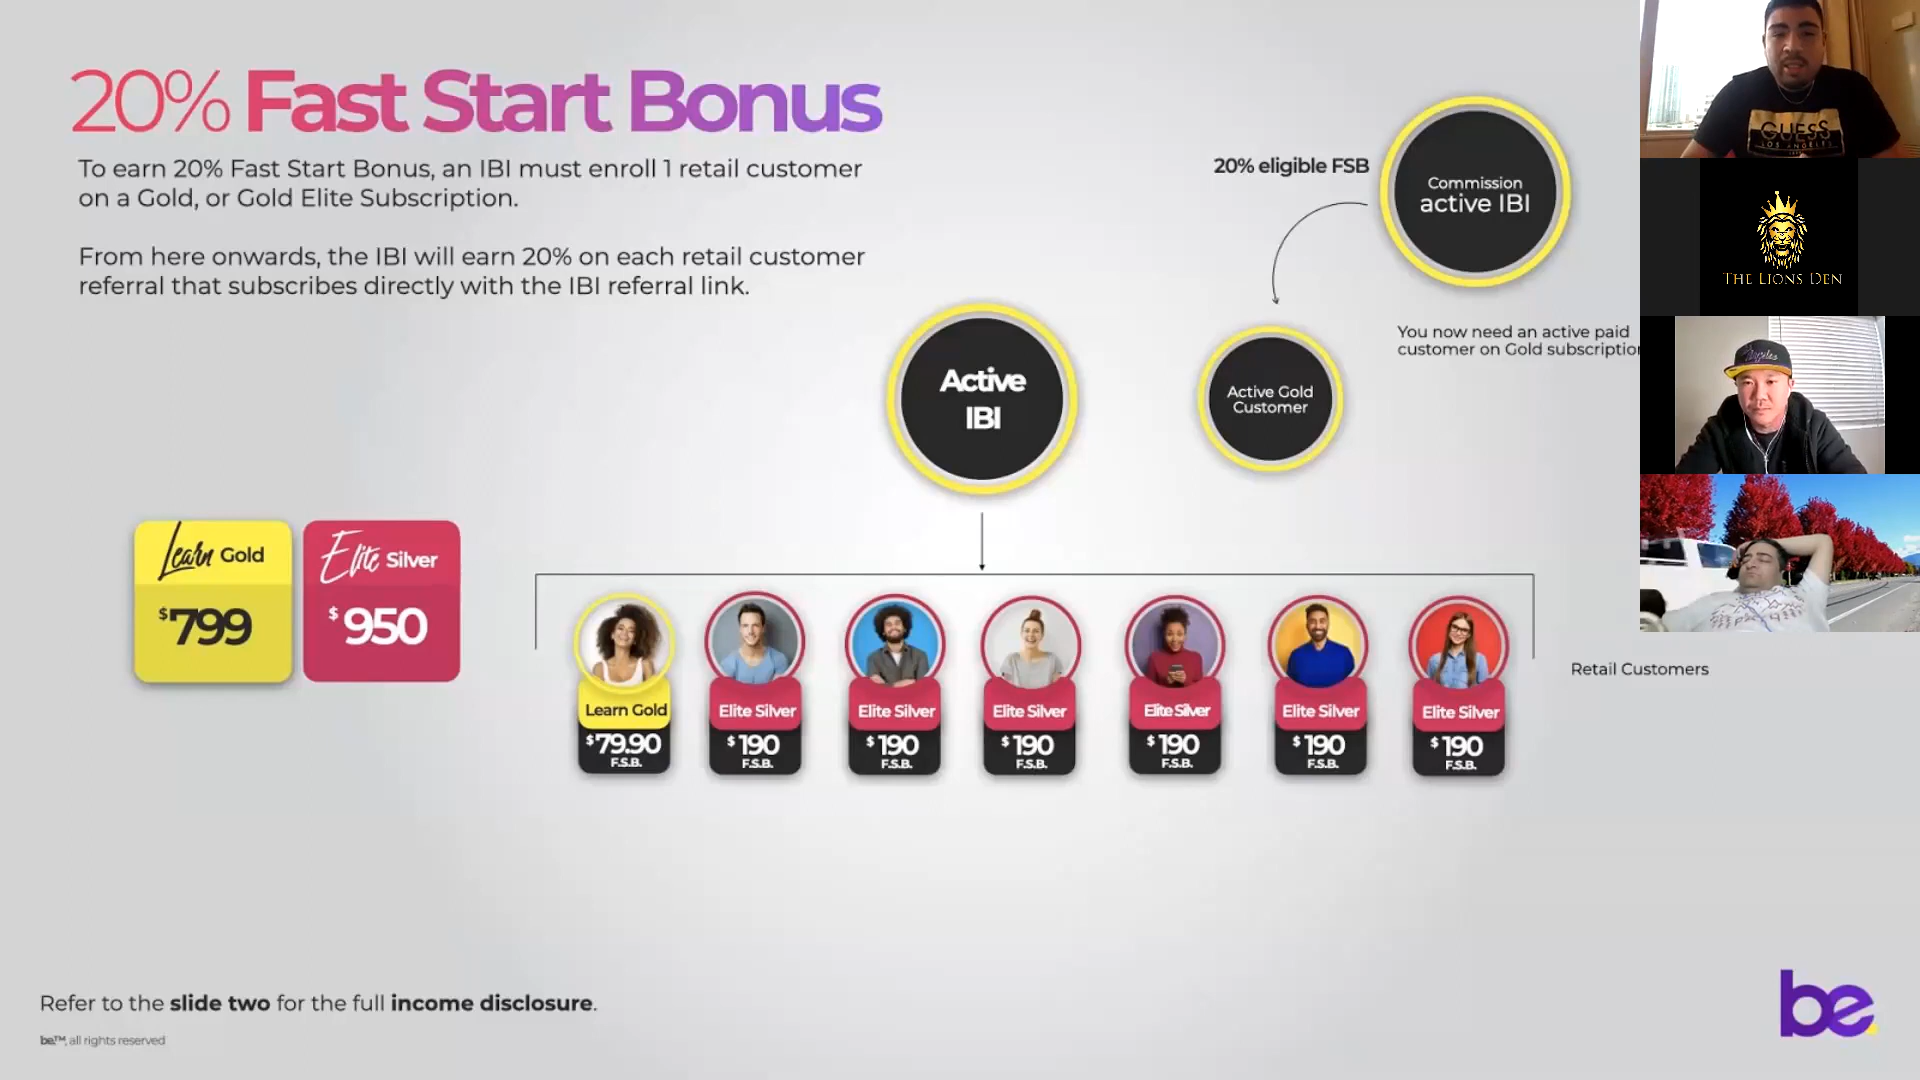 20% Fast Start Bonus
To earn 20% Fast Start Bonus, an IBI must enroll 1 retail customer
on a Gold, or Gold Elite Subscription.
From here onwards, the IBI will earn 20% on each retail customer
referral that subscribes directly with the IBI referral link.
20% eligible FSB
Commission
active IBI
You now need an active paid
customer on Gold subscription
Active
IBI
Active Gold
Customer
Learn Gold
$799
Elite Silver
$950
Learn Gold
$79.90
F.S.B.
Elite Silver
$190
F.S.B.
Elite Silver
$190
F.S.B.
Elite Silver
$190
F.S.B.
Elite Silver
$190
F.S.B.
Elite Silver
$190
F.S.B.
Elite Silver
$190
F.S.B.
Retail Customers
Refer to the slide two for the full income disclosure.
be.™, all rights reserved
be.
GUESS
LOS ANGELES
THE LIONS DEN